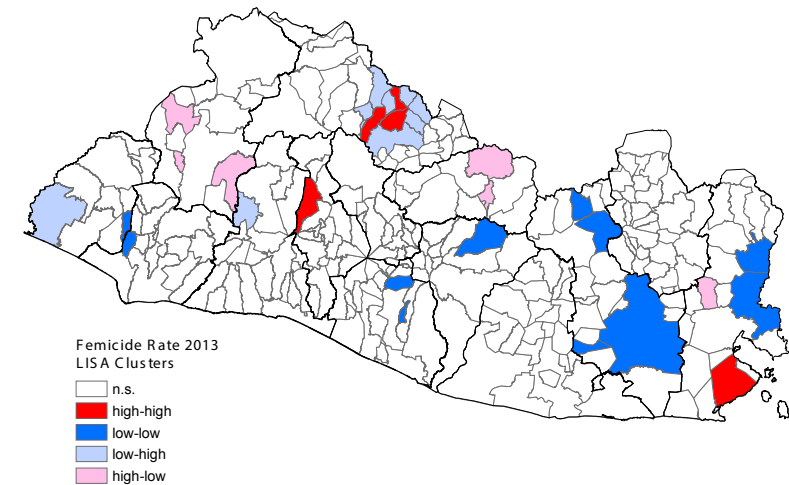 Femicide Rate 2013
LISA Clusters
n.s.
high-high
low-low
low-high
high-low